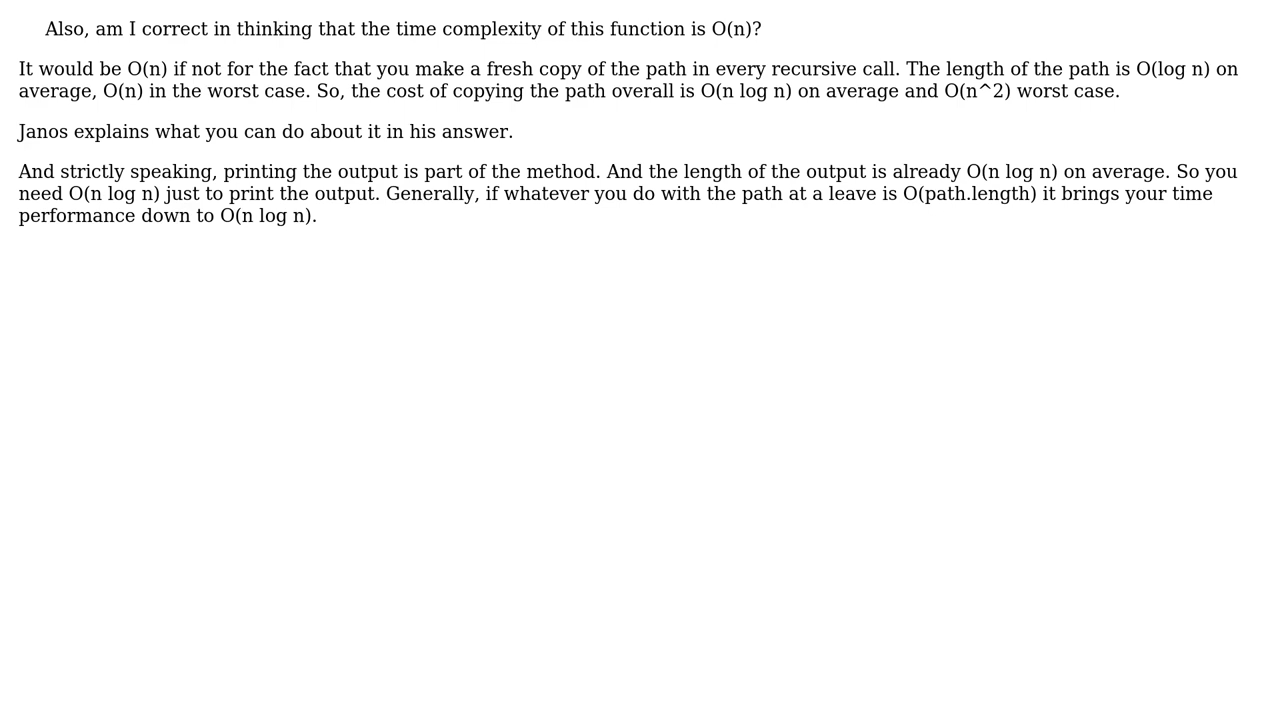 Also, am I correct in thinking that the time complexity of this function is O(n)?
It would be O(n) if not for the fact that you make a fresh copy of the path in every recursive call. The length of the path is O(log n) on
average, O(n) in the worst case. So, the cost of copying the path overall is O(n log n) on average and O(n^2) worst case.
Janos explains what you can do about it in his answer.
And strictly speaking, printing the output is part of the method. And the length of the output is already O(n log n) on average. So you
need O(n log n) just to print the output. Generally, if whatever you do with the path at a leave is O(path.length) it brings your time
performance down to O(n log n).